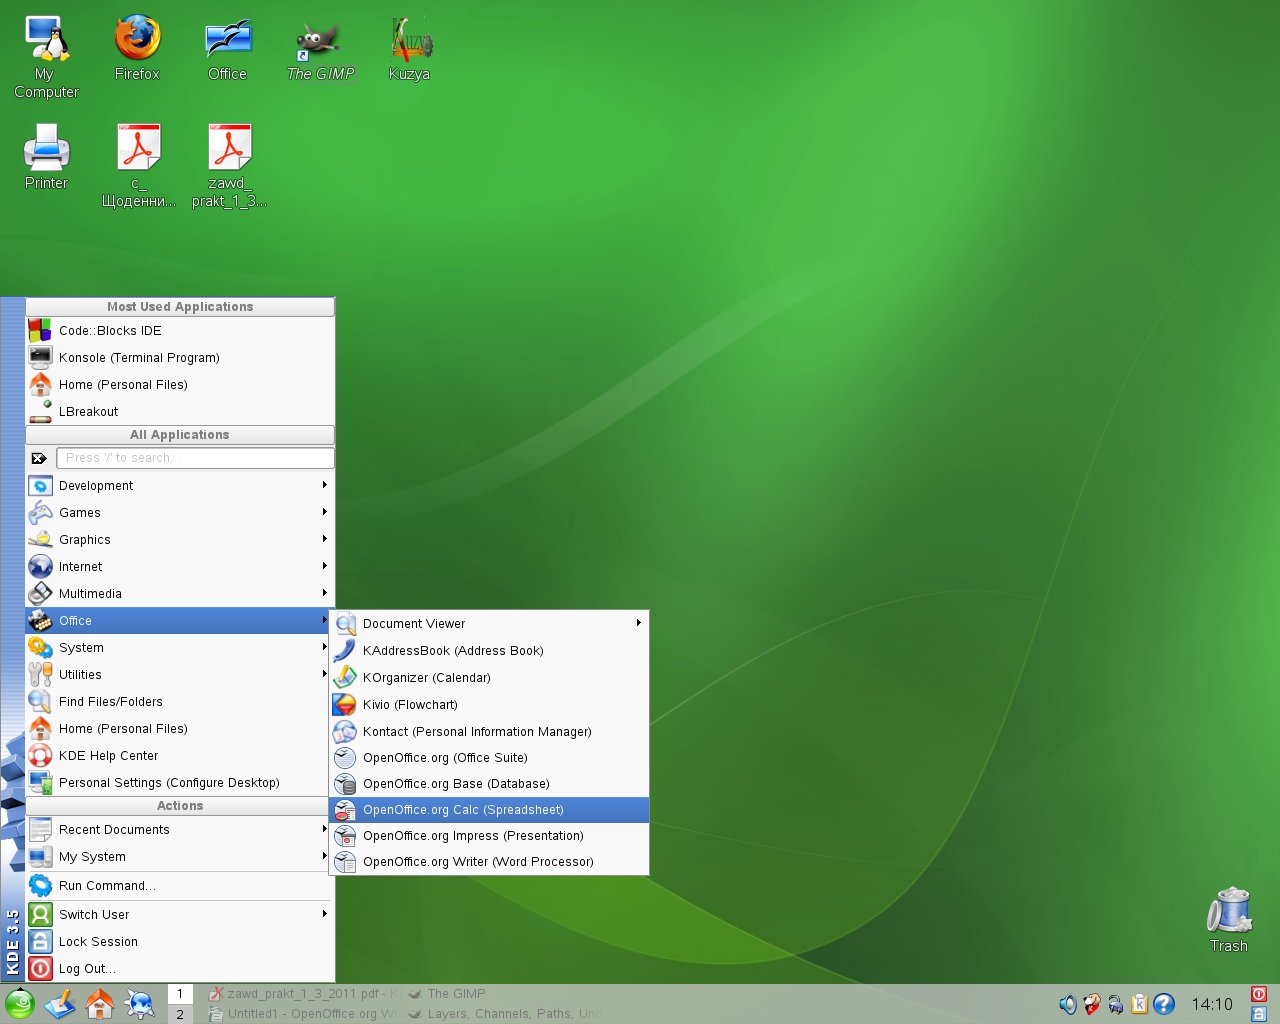 My
Computer
Firefox
Office
The GIMP
Kuzya
Kuzya
Printer
PDF
c_
Щоденни...
PDF
zawd_
prakt_1_3...
Most Used Applications
Code::Blocks IDE
Konsole (Terminal Program)
Home (Personal Files)
LBreakout
All Applications
Press '/' to search...
Development
Games
Graphics
Internet
Multimedia
Office
System
Utilities
Find Files/Folders
Home (Personal Files)
KDE Help Center
Personal Settings (Configure Desktop)
Actions
Recent Documents
My System
Run Command...
Switch User
Lock Session
Log Out...
KDE 3.5
Document Viewer
KAddressBook (Address Book)
KOrganizer (Calendar)
Kivio (Flowchart)
Kontact (Personal Information Manager)
OpenOffice.org (Office Suite)
OpenOffice.org Base (Database)
OpenOffice.org Calc (Spreadsheet)
OpenOffice.org Impress (Presentation)
OpenOffice.org Writer (Word Processor)
Trash
1
2
zawd_prakt_1_3_2011.pdf -
The GIMP
Untitled1 - OpenOffice.org
Layers, Channels, Paths,
14:10